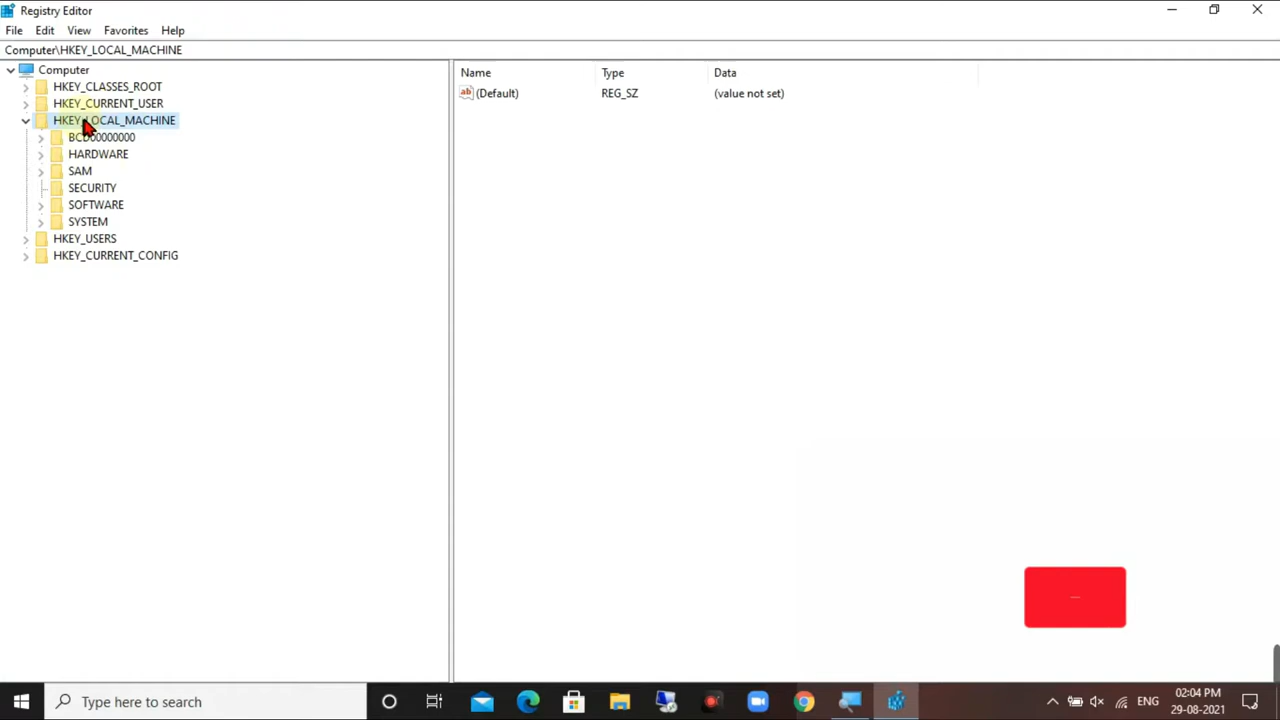 Registry Editor
File Edit View Favorites Help
Computer\HKEY_LOCAL_MACHINE
Computer
HKEY_CLASSES_ROOT
HKEY_CURRENT_USER
HKEY_LOCAL_MACHINE
BCD00000000
HARDWARE
SAM
SECURITY
SOFTWARE
SYSTEM
HKEY_USERS
HKEY_CURRENT_CONFIG
Name Type Data
ab (Default) REG_SZ (value not set)
Type here to search
ENG
02:04 PM
29-08-2021